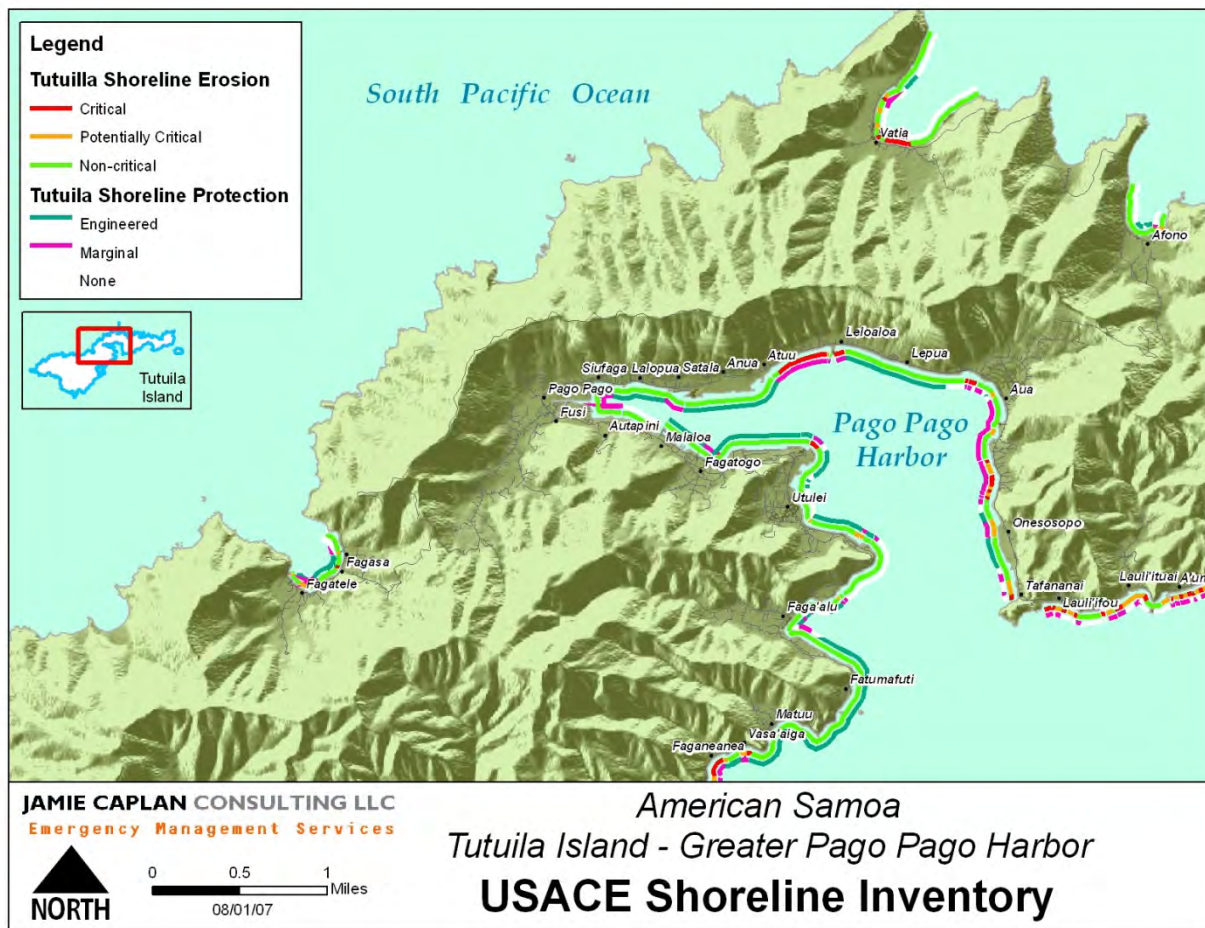 Legend
Tutuilla Shoreline Erosion
Critical
Potentially Critical
Non-critical
Tutuila Shoreline Protection
Engineered
Marginal
None
Tutuila
Island
South Pacific Ocean
Vatia
Afono
Leloaloa
Lepua
Atuu
Anua
Satala
Lalopua
Siufaga
Aua
Pago Pago
Fusi
Autapini
Malaloa
Fagatogo
Pago Pago
Harbor
Utulei
Onesosopo
Fagasa
Fagatele
Tafananai
Lauli'ifou
Lauli'ituai
Faga'alu
Fatumafuti
Matuu
Vasa'aiga
Faganeanea
JAMIE CAPLAN CONSULTING LLC
Emergency Management Services
NORTH
0 0.5 1
Miles
08/01/07
American Samoa
Tutuila Island - Greater Pago Pago Harbor
USACE Shoreline Inventory